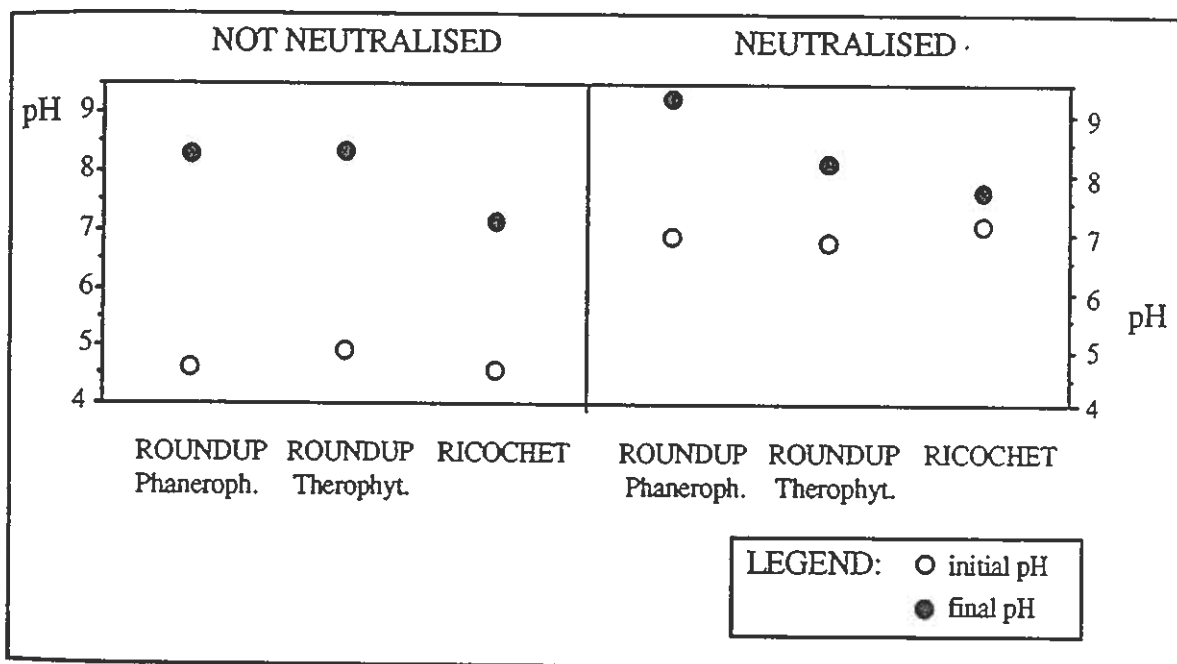 NOT NEUTRALISED
NEUTRALISED
pH
9
8
7
6
5
4
9
8
7
6
5
4
pH
ROUNDUP ROUNDUP RICOCHET
Phaneroph. Therophyt.
ROUNDUP ROUNDUP RICOCHET
Phaneroph. Therophyt.
LEGEND:
initial pH
final pH